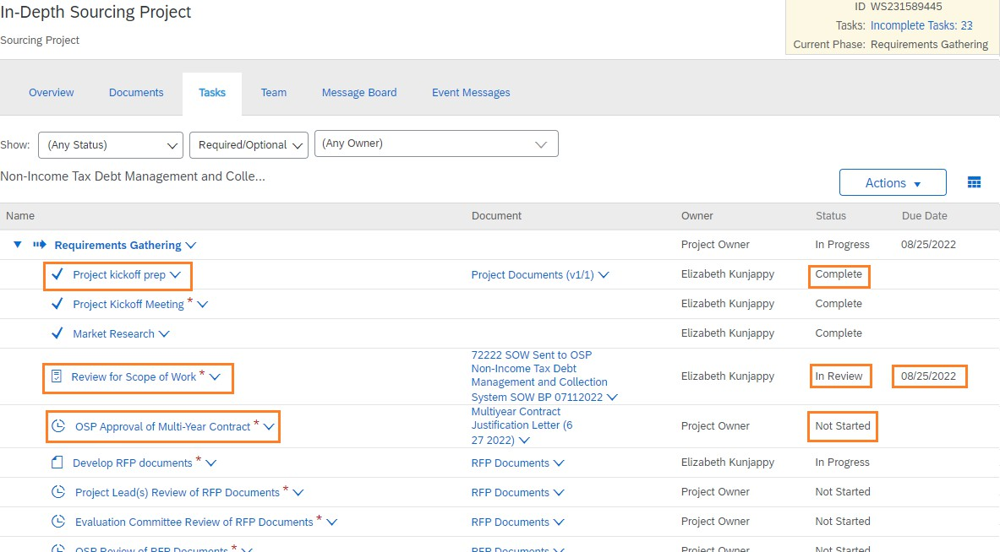 In-Depth Sourcing Project
ID WS231589445
Sourcing Project
Tasks: Incomplete Tasks: 23
Current Phase: Requirements Gathering
Overview Documents Tasks Team Message Board Event Messages
Show: (Any Status) Required/Optional (Any Owner)
Non-Income Tax Debt Management and Colle...
Actions
Name Document Owner Status Due Date
Requirements Gathering Project Owner In Progress 08/25/2022
Project kickoff prep Project Documents (v1/1) Elizabeth Kunjappy Complete
Project Kickoff Meeting * Elizabeth Kunjappy Complete
Market Research Elizabeth Kunjappy Complete
72222 SOW Sent to OSP
Non-Income Tax Debt
Review for Scope of Work * Elizabeth Kunjappy In Review 08/25/2022
Management and Collection
System SOW BP 07112022
Multiyear Contract
OSP Approval of Multi-Year Contract * Justification Letter (6 Project Owner Not Started
27 2022)
Develop RFP documents * RFP Documents Elizabeth Kunjappy In Progress
Project Lead(s) Review of RFP Documents * RFP Documents Project Owner Not Started
Evaluation Committee Review of RFP Documents * RFP Documents Project Owner Not Started
OSP Review of RFP Documents * RFP Documents Project Owner Not Started